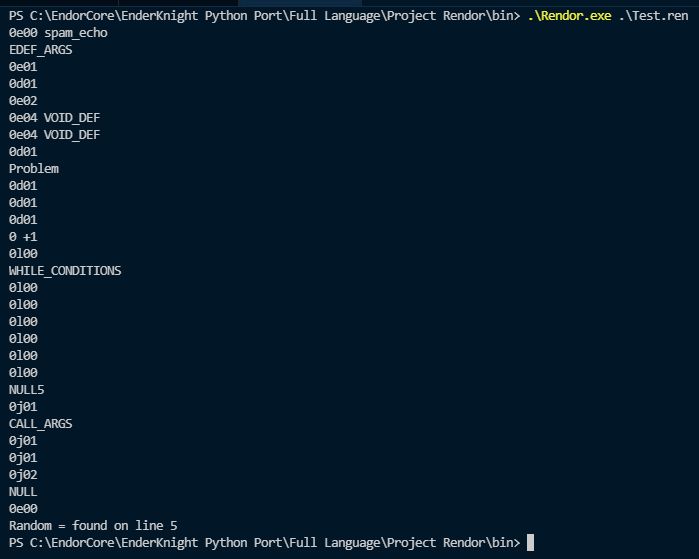 PS C:\EndorCore\EnderKnight Python Port\Full Language\Project Rendor\bin> .\Rendor.exe .\Test.ren
0e00 spam_echo
EDEF_ARGS
0e01
0d01
0e02
0e04 VOID_DEF
0e04 VOID_DEF
0d01
Problem
0d01
0d01
0d01
0 +1
0l00
WHILE_CONDITIONS
0l00
0l00
0l00
0l00
0l00
0l00
NULL5
0j01
CALL_ARGS
0j01
0j01
0j02
NULL
0e00
Random = found on line 5
PS C:\EndorCore\EnderKnight Python Port\Full Language\Project Rendor\bin>